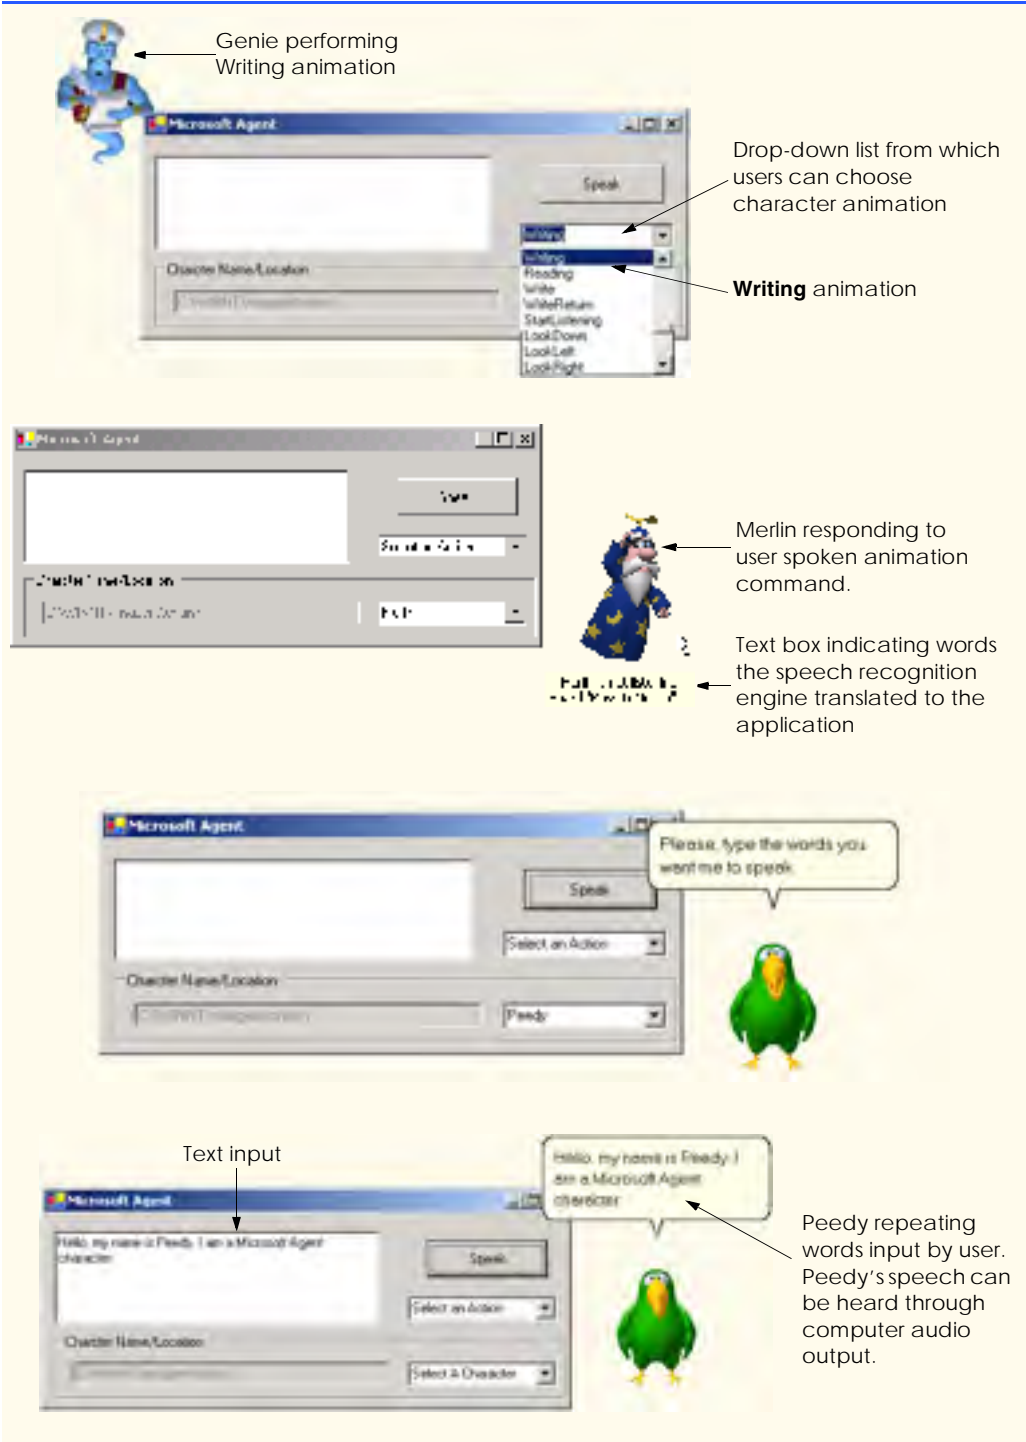 Genie performing
Writing animation
Microsoft Agent
Speak
Drop-down list from which
users can choose
character animation
Writing
Writing
Reading
Write
WriteReturn
StartListening
LookDown
LookLeft
LookRight
Writing animation
Character Name/Location
Microsoft Agent
Merlin responding to
user spoken animation
command.
Text box indicating words
the speech recognition
engine translated to the
application
Microsoft Agent
Please, type the words you
want me to speak
Speak
Select an Action
Character Name/Location
Peedy
Text input
Hello, my name is Peedy. I
am a Microsoft Agent
character
Microsoft Agent
Hello, my name is Peedy. I am a Microsoft Agent
character
Speak
Select an Action
Character Name/Location
Select A Character
Peedy repeating
words input by user.
Peedy’s speech can
be heard through
computer audio
output.